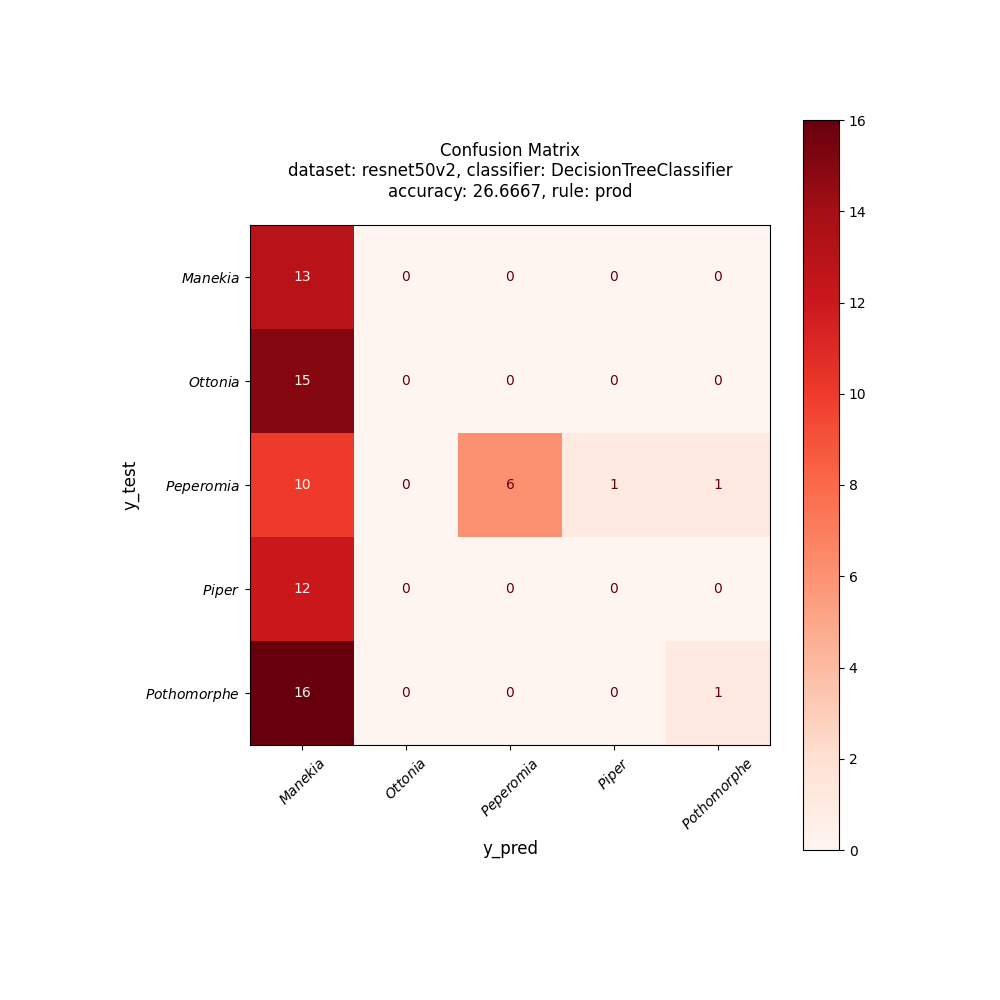 Confusion Matrix
dataset: resnet50v2, classifier: DecisionTreeClassifier
accuracy: 26.6667, rule: prod
Manekia 13 0 0 0 0
Ottonia 15 0 0 0 0
Peperomia 10 0 6 1 1
Piper 12 0 0 0 0
Pothomorphe 16 0 0 0 1
y_test
Manekia Ottonia Peperomia Piper Pothomorphe
y_pred
16
14
12
10
8
6
4
2
0